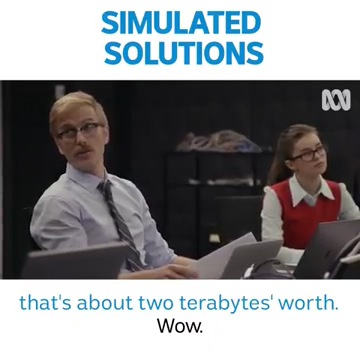 SIMULATED
SOLUTIONS
that's about two terabytes' worth.
Wow.